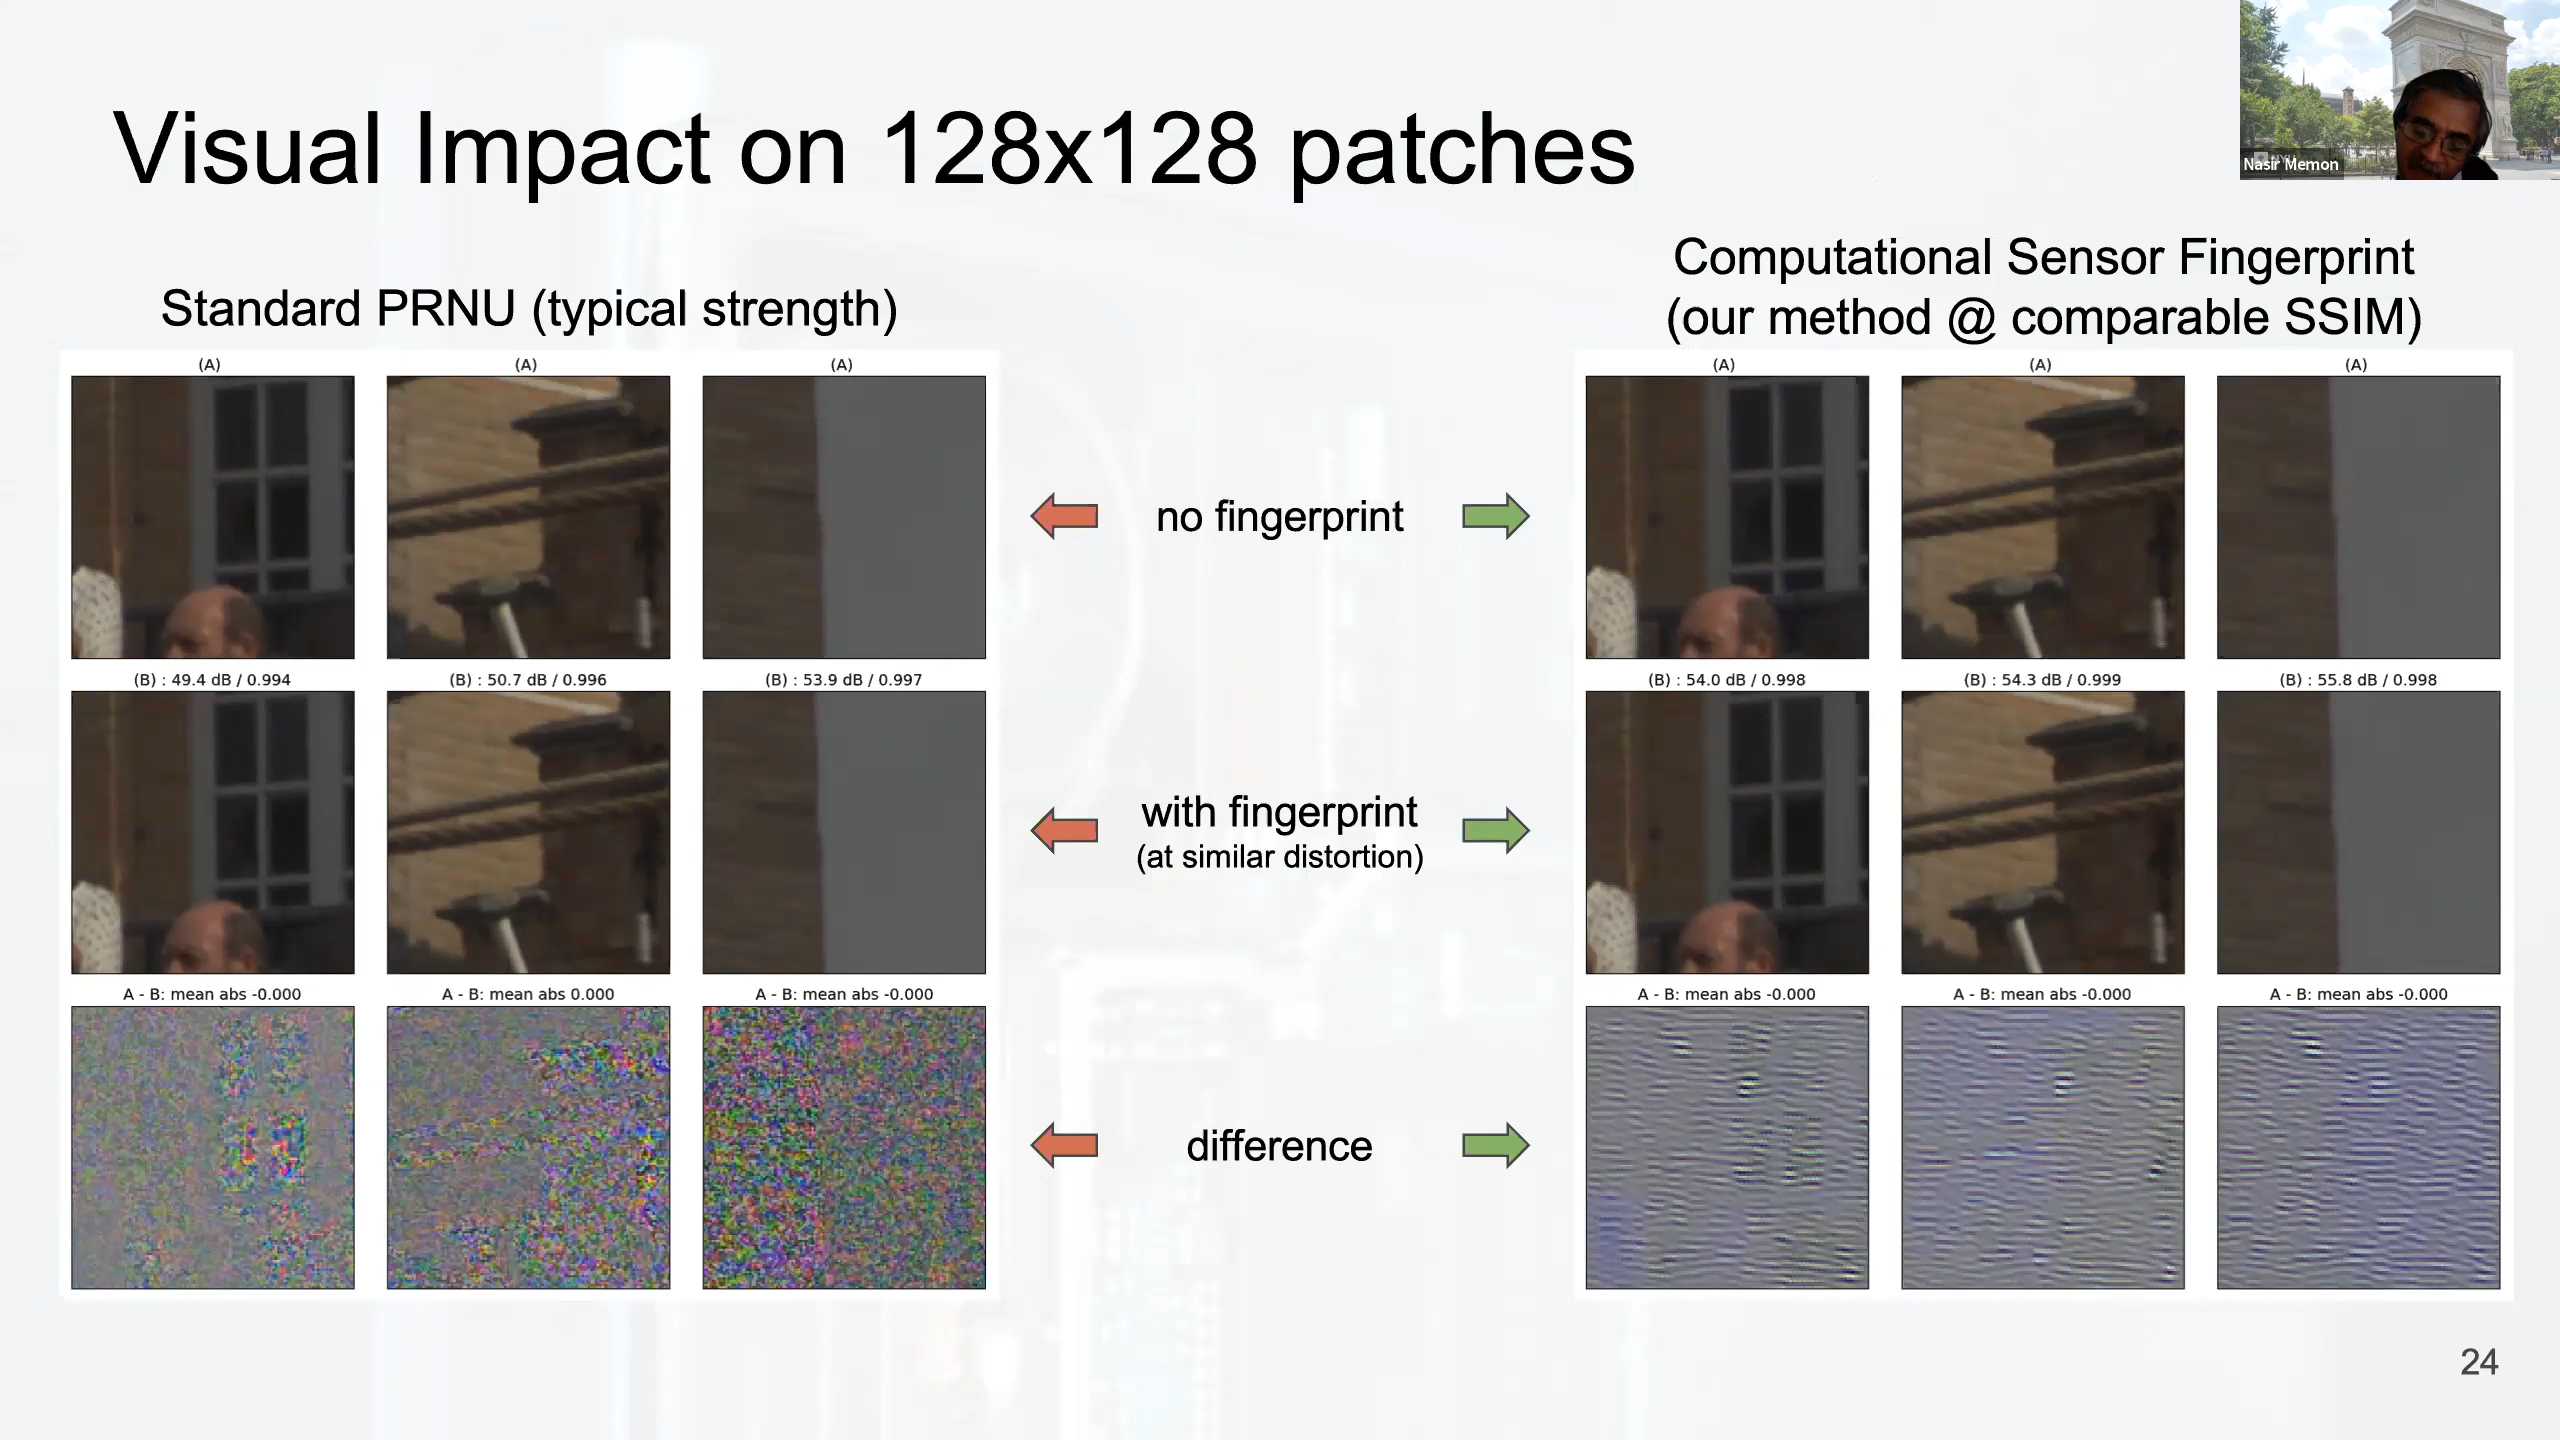 Visual Impact on 128x128 patches
Nasir Memon
Standard PRNU (typical strength)
Computational Sensor Fingerprint
(our method @ comparable SSIM)
(A)
(A)
(A)
(A)
(A)
(A)
no fingerprint
(B) : 49.4 dB / 0.994
(B) : 50.7 dB / 0.996
(B) : 53.9 dB / 0.997
(B) : 54.0 dB / 0.998
(B) : 54.3 dB / 0.999
(B) : 55.8 dB / 0.998
with fingerprint
(at similar distortion)
A - B: mean abs -0.000
A - B: mean abs 0.000
A - B: mean abs -0.000
A - B: mean abs -0.000
A - B: mean abs -0.000
A - B: mean abs -0.000
difference
24